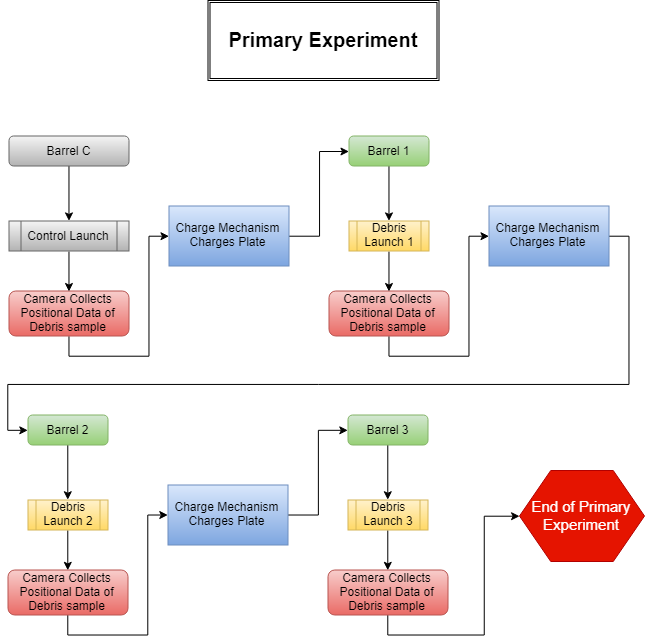 Primary Experiment
Barrel C
Control Launch
Camera Collects
Positional Data of
Debris sample
Charge Mechanism
Charges Plate
Barrel 1
Debris
Launch 1
Camera Collects
Positional Data of
Debris sample
Charge Mechanism
Charges Plate
Barrel 2
Debris
Launch 2
Camera Collects
Positional Data of
Debris sample
Charge Mechanism
Charges Plate
Barrel 3
Debris
Launch 3
Camera Collects
Positional Data of
Debris sample
End of Primary
Experiment